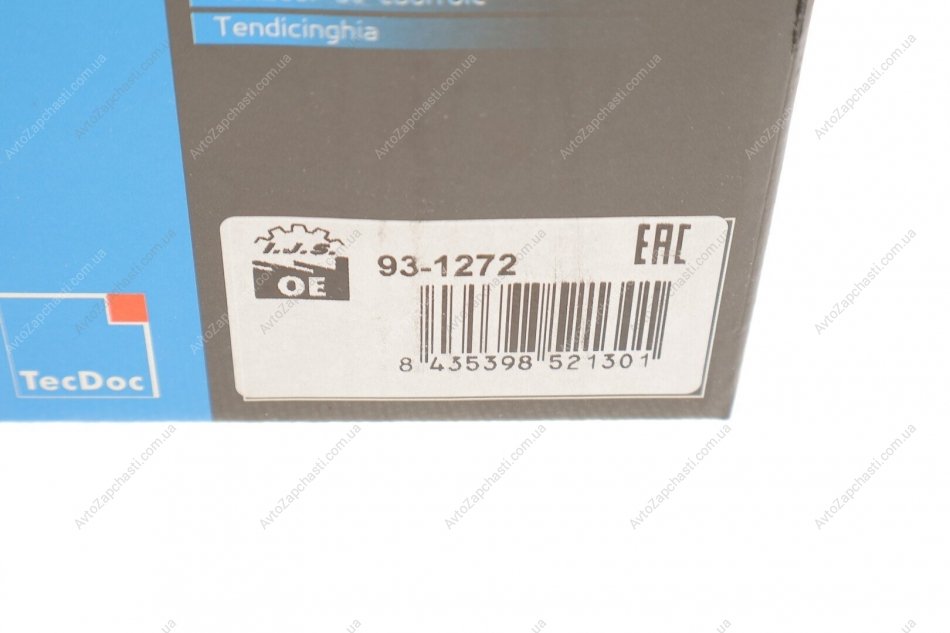 Tendicinghia
I.J.S.
OE
93-1272
EAC
8 435398 521301
TecDoc
AvtoZapchasti.com.ua